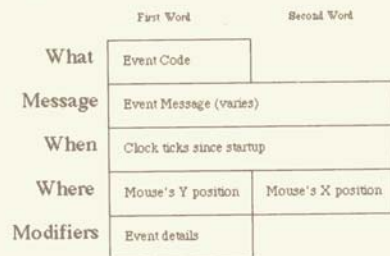 First Word Second Word
What Event Code
Message Event Message (varies)
When Clock ticks since startup
Where Mouse's Y position Mouse's X position
Modifiers Event details